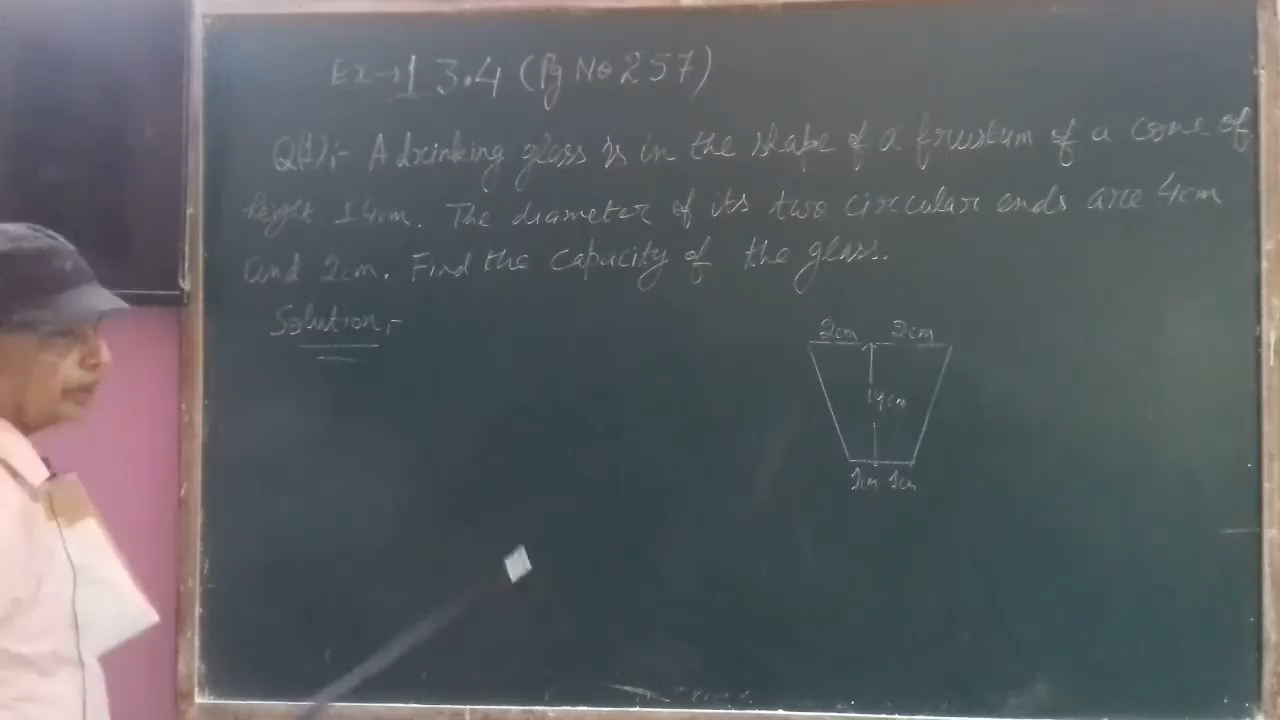 Ex→13.4 (Pg No 257)
Q(1):- A drinking glass is in the shape of a frustum of a cone of
height 14cm. The diameter of its two circular ends are 4cm
and 2cm. Find the capacity of the glass.
Solution:-
2cm 2cm
14cm
1cm 1cm